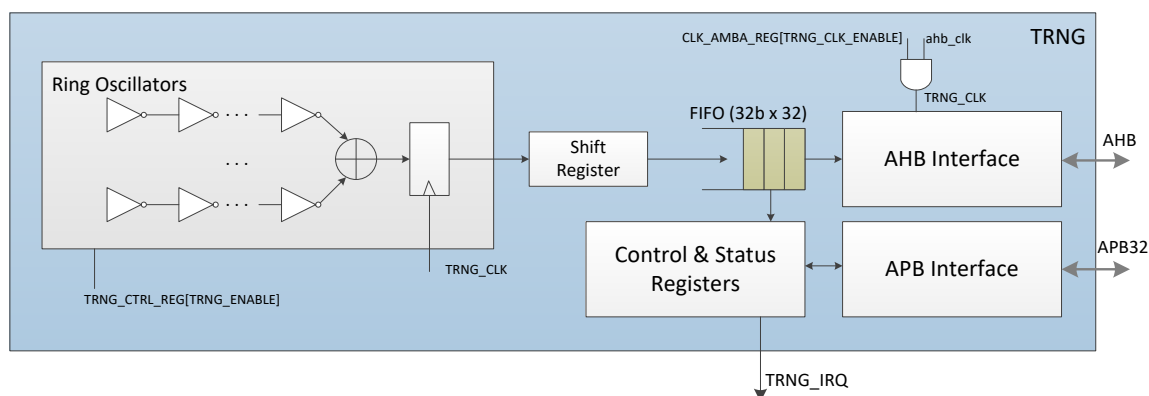 CLK_AMBA_REG[TRNG_CLK_ENABLE]
ahb_clk
TRNG
Ring Oscillators
TRNG_CLK
FIFO (32b x 32)
. . .
. . .
. . .
Shift
Register
AHB Interface
AHB
Control & Status
Registers
APB Interface
APB32
TRNG_CLK
TRNG_CTRL_REG[TRNG_ENABLE]
TRNG_IRQ